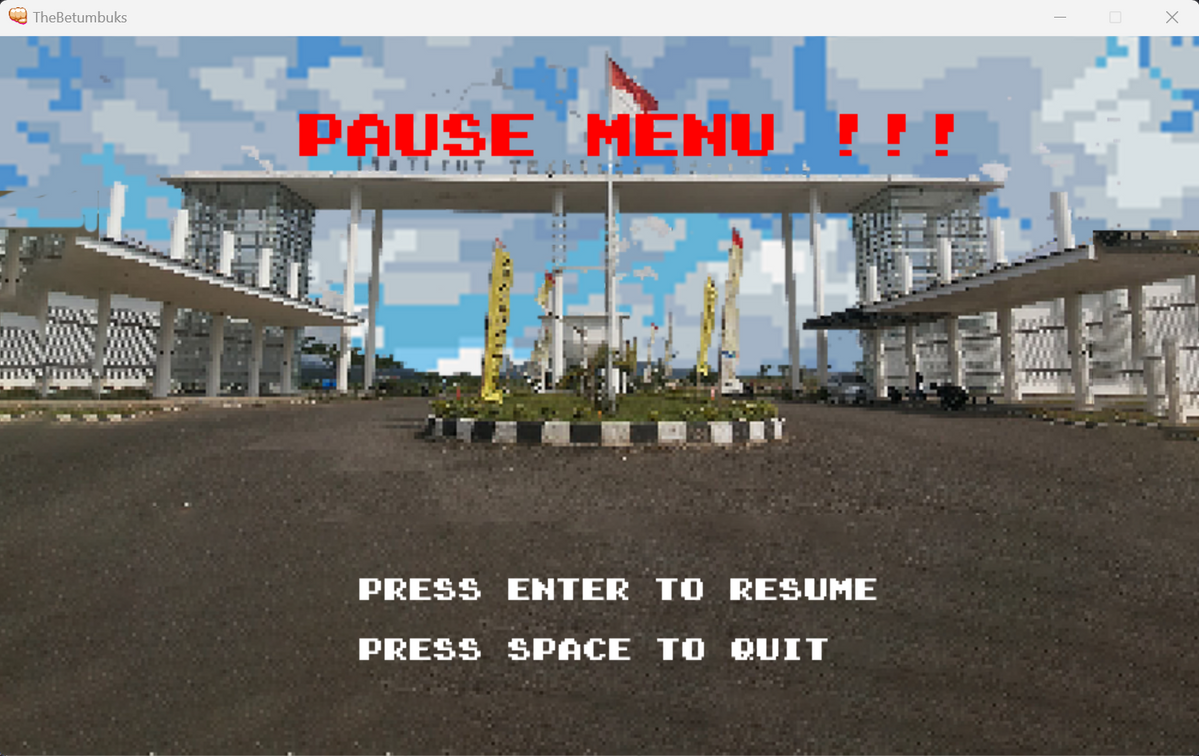 TheBetumbuks
PAUSE MENU !!!
PRESS ENTER TO RESUME
PRESS SPACE TO QUIT